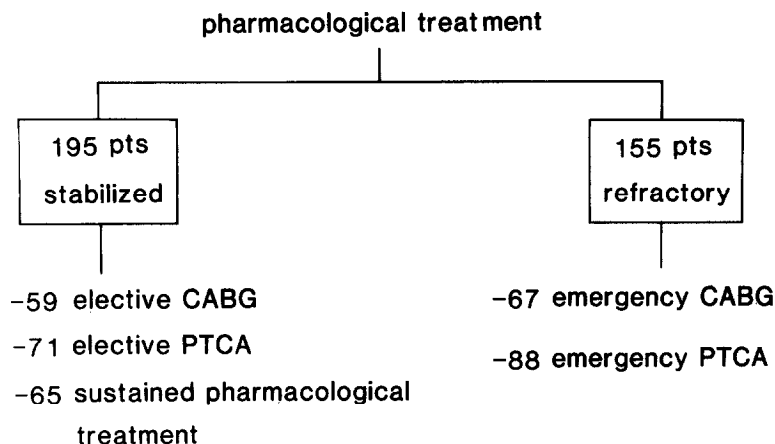 pharmacological treatment
195 pts
stabilized
155 pts
refractory
-59 elective CABG
-71 elective PTCA
-65 sustained pharmacological
treatment
-67 emergency CABG
-88 emergency PTCA